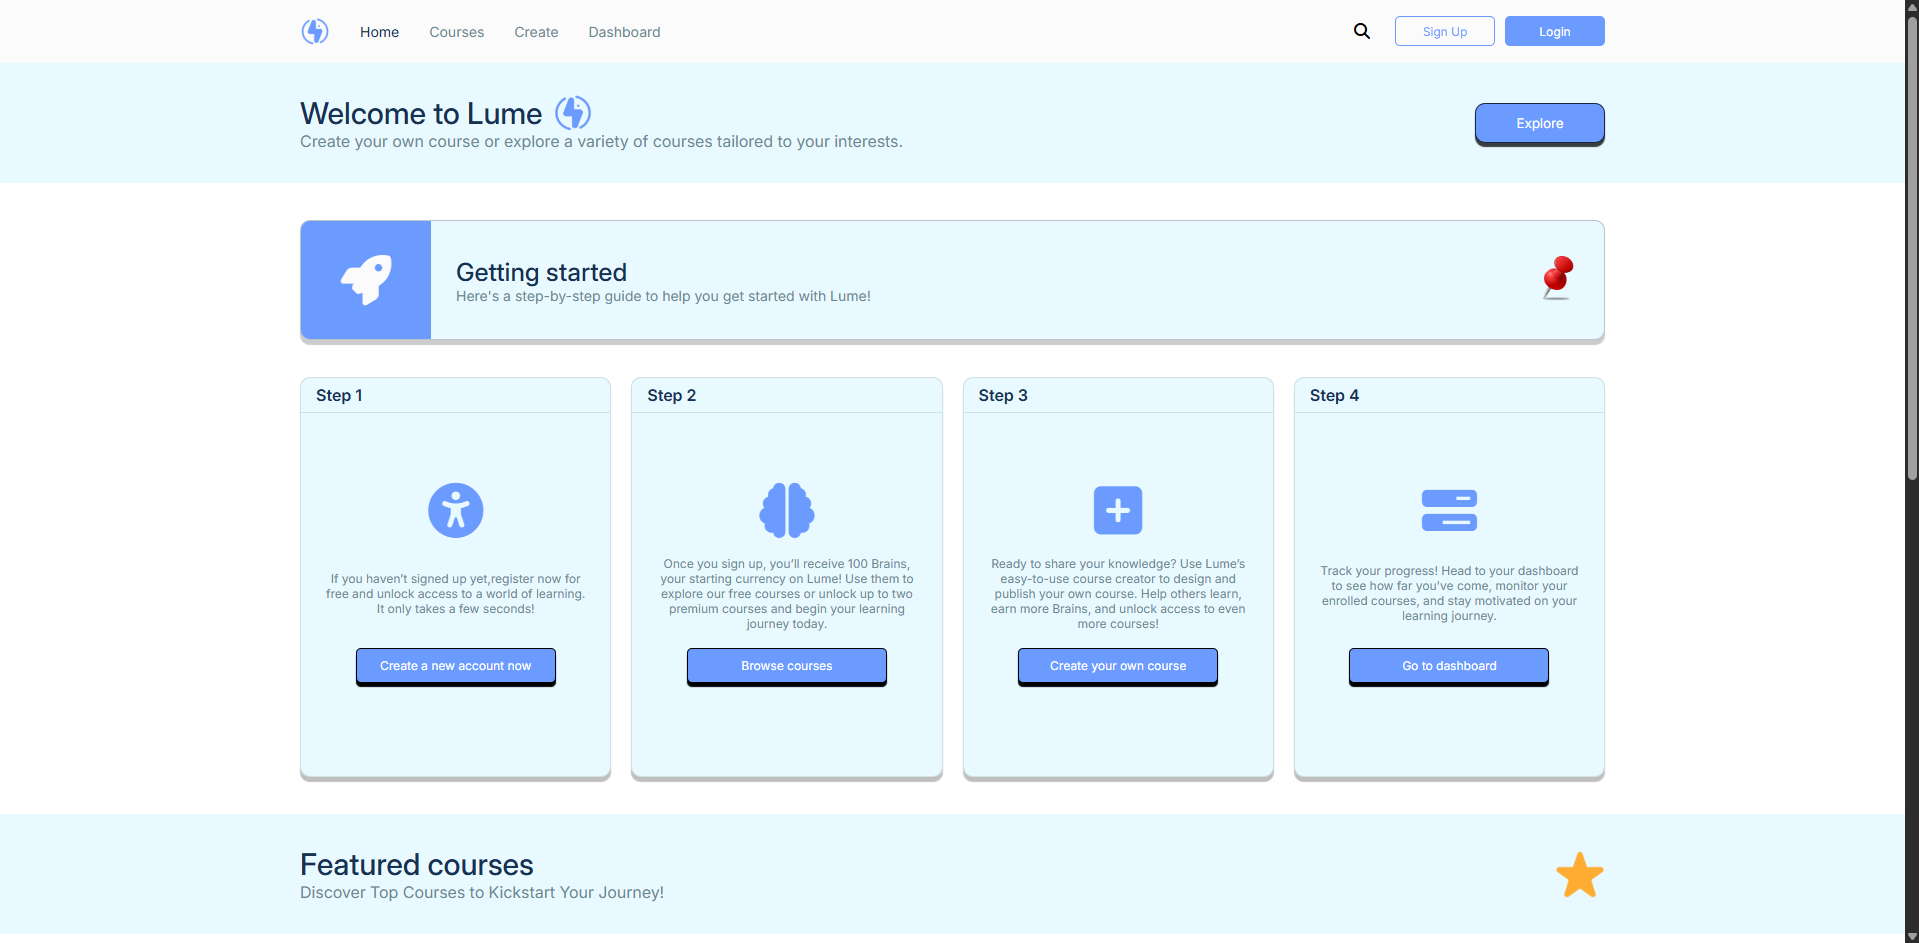 Home
Courses
Create
Dashboard
Sign Up
Login
Welcome to Lume
Create your own course or explore a variety of courses tailored to your interests.
Explore
Getting started
Here's a step-by-step guide to help you get started with Lume!
Step 1
If you haven’t signed up yet,register now for
free and unlock access to a world of learning.
It only takes a few seconds!
Create a new account now
Step 2
Once you sign up, you’ll receive 100 Brains,
your starting currency on Lume! Use them to
explore our free courses or unlock up to two
premium courses and begin your learning
journey today.
Browse courses
Step 3
Ready to share your knowledge? Use Lume’s
easy-to-use course creator to design and
publish your own course. Help others learn,
earn more Brains, and unlock access to even
more courses!
Create your own course
Step 4
Track your progress! Head to your dashboard
to see how far you've come, monitor your
enrolled courses, and stay motivated on your
learning journey.
Go to dashboard
Featured courses
Discover Top Courses to Kickstart Your Journey!